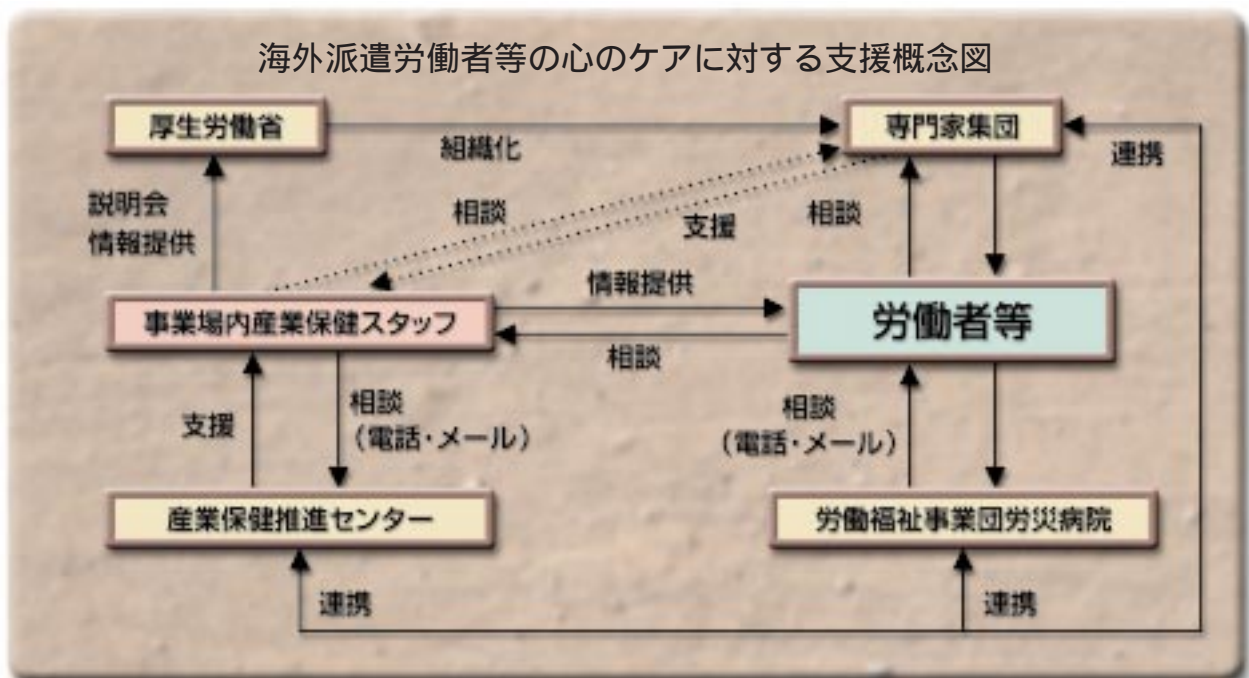 海外派遣労働者等の心のケアに対する支援概念図
厚生労働省
専門家集団
組織化
連携
説明会
情報提供
相談
支援
相談
情報提供
事業場内産業保健スタッフ
労働者等
相談
支援
相談
（電話・メール）
相談
（電話・メール）
産業保健推進センター
労働福祉事業団労災病院
連携
連携